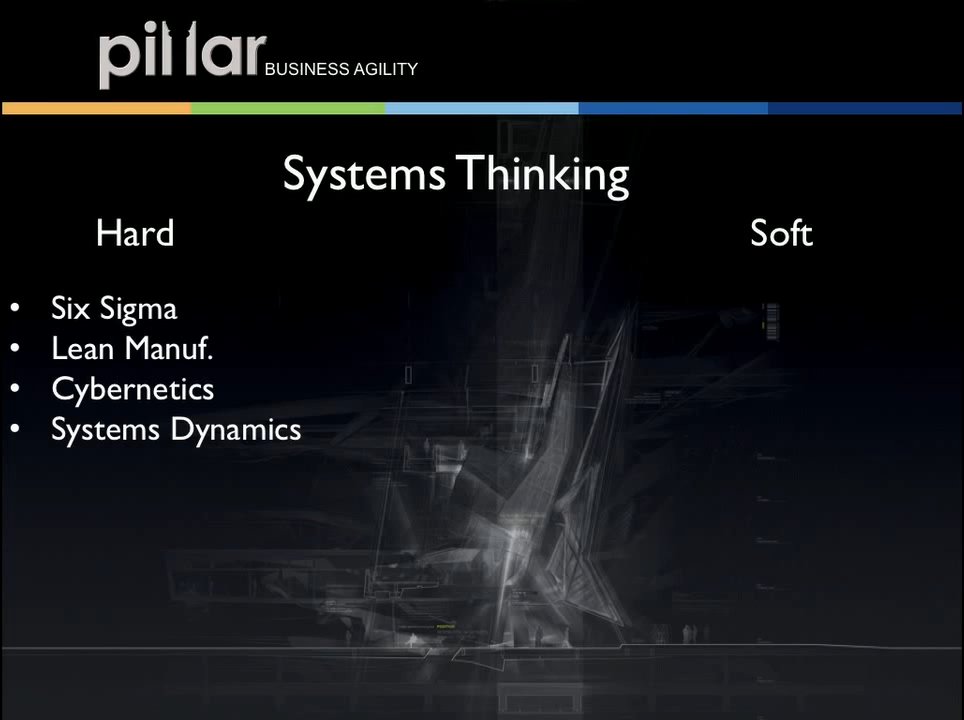 pillar BUSINESS AGILITY
Systems Thinking
Hard
Soft
• Six Sigma
• Lean Manuf.
• Cybernetics
• Systems Dynamics